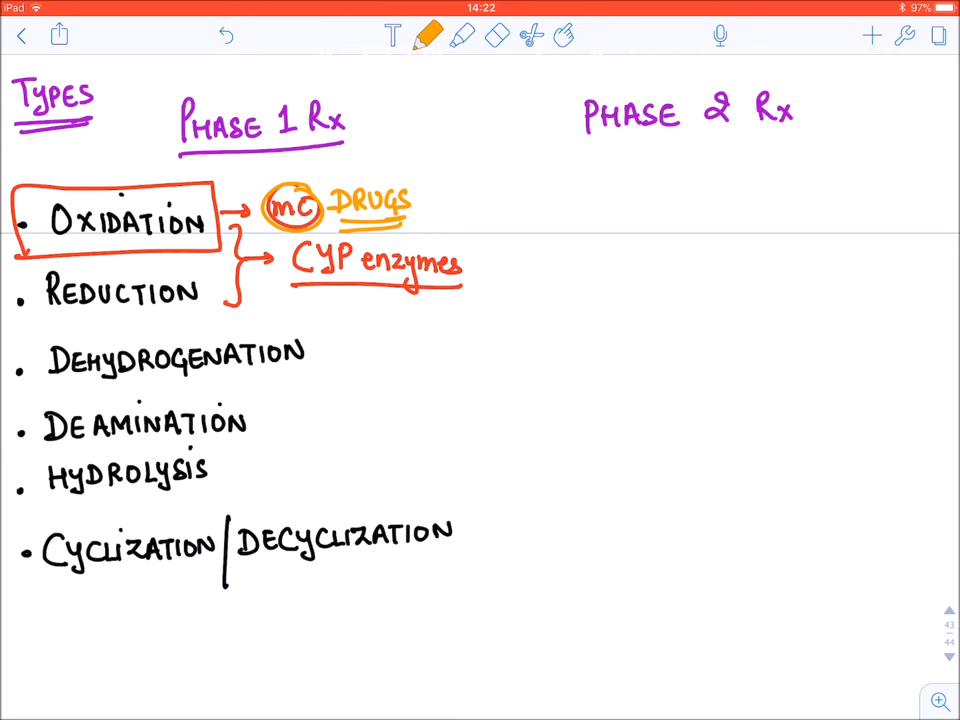 iPad 14:22 97%
T
TYPES
PHASE 1 Rx
PHASE 2 Rx
• OXIDATION → mc DRUGS
→ CYP enzymes
• REDUCTION
• DEHYDROGENATION
• DEAMINATION
• HYDROLYSIS
• CYCLIZATION / DECYCLIZATION
43
44